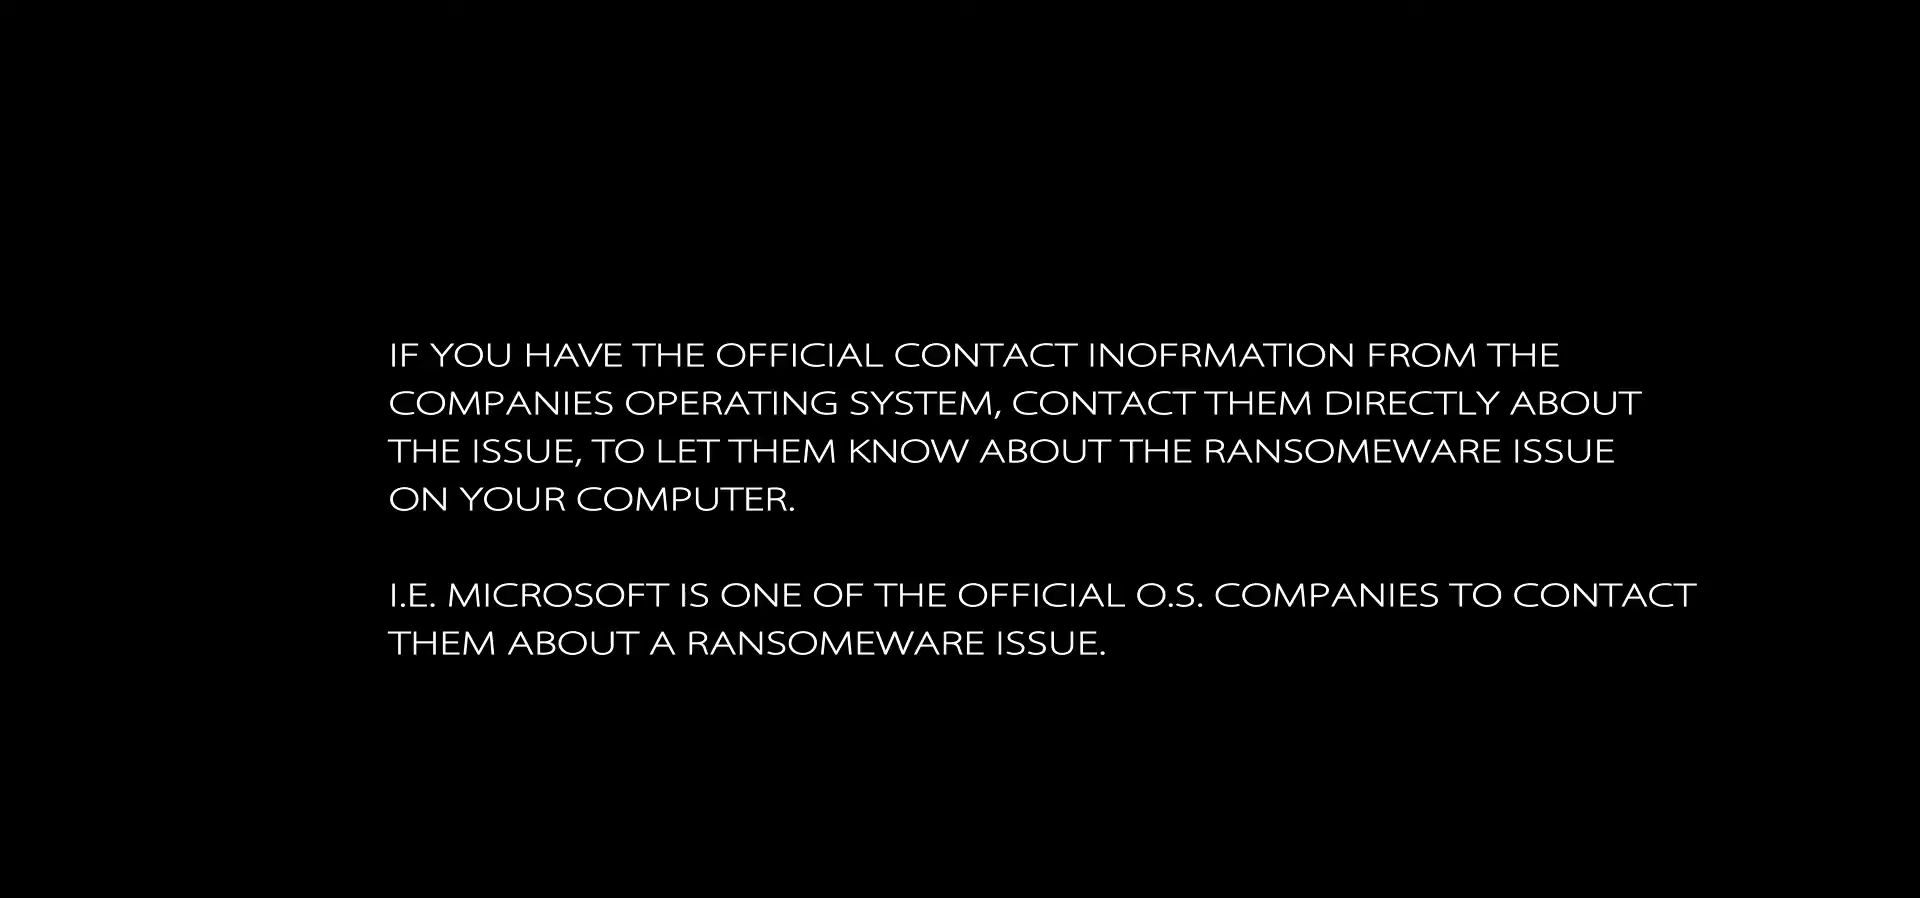 IF YOU HAVE THE OFFICIAL CONTACT INOFRMATION FROM THE
COMPANIES OPERATING SYSTEM, CONTACT THEM DIRECTLY ABOUT
THE ISSUE, TO LET THEM KNOW ABOUT THE RANSOMEWARE ISSUE
ON YOUR COMPUTER.
I.E. MICROSOFT IS ONE OF THE OFFICIAL O.S. COMPANIES TO CONTACT
THEM ABOUT A RANSOMEWARE ISSUE.